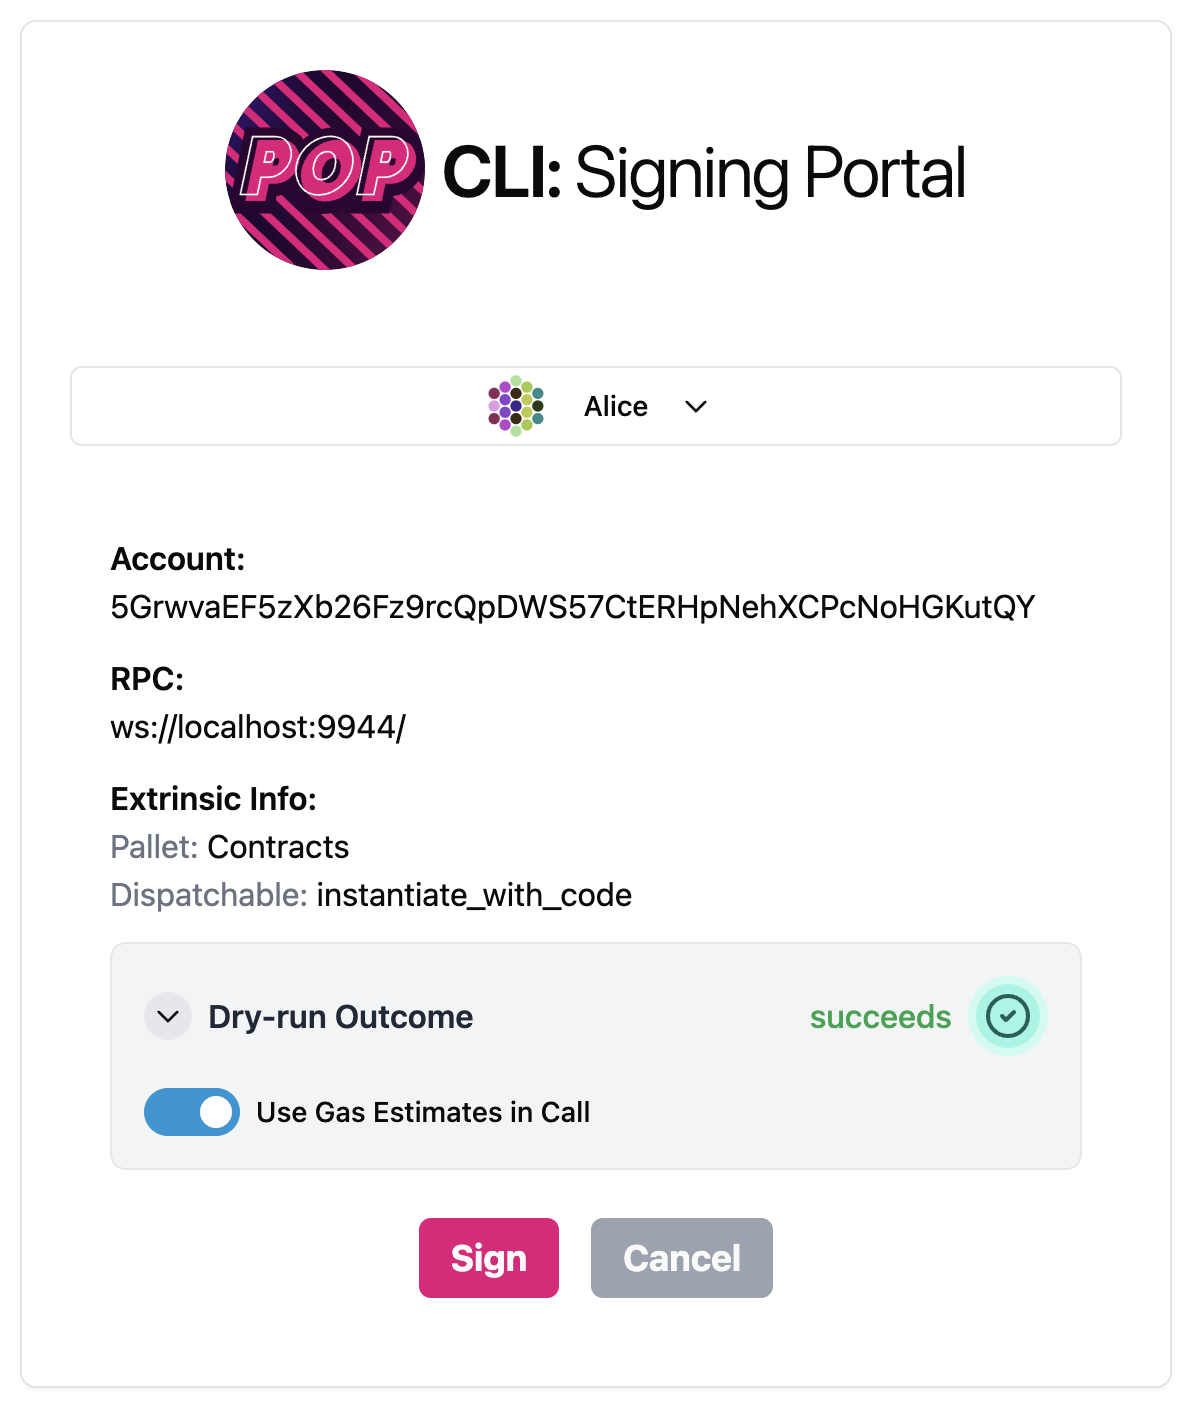 POP CLI: Signing Portal
Alice
Account:
5GrwvaEF5zXb26Fz9rcQpDWS57CtERHpNehXCPcNoHGKutQY
RPC:
ws://localhost:9944/
Extrinsic Info:
Pallet: Contracts
Dispatchable: instantiate_with_code
Dry-run Outcome succeeds
Use Gas Estimates in Call
Sign Cancel